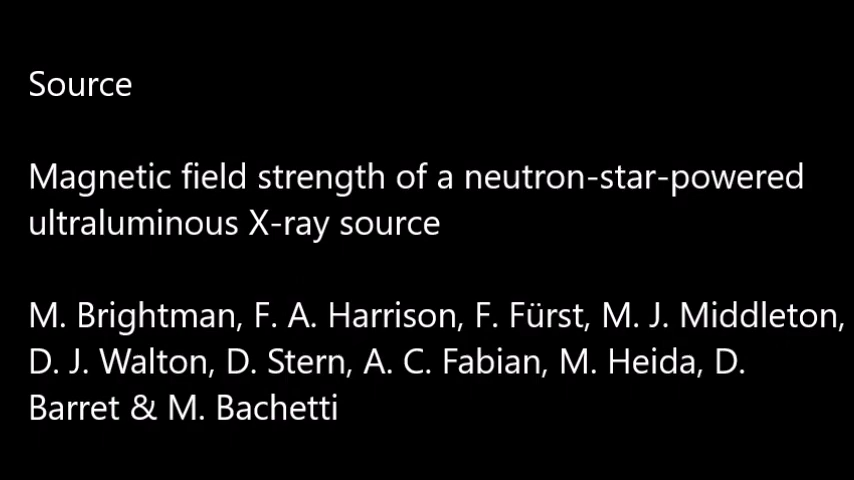 Source
Magnetic field strength of a neutron-star-powered
ultraluminous X-ray source
M. Brightman, F. A. Harrison, F. Fürst, M. J. Middleton,
D. J. Walton, D. Stern, A. C. Fabian, M. Heida, D.
Barret & M. Bachetti